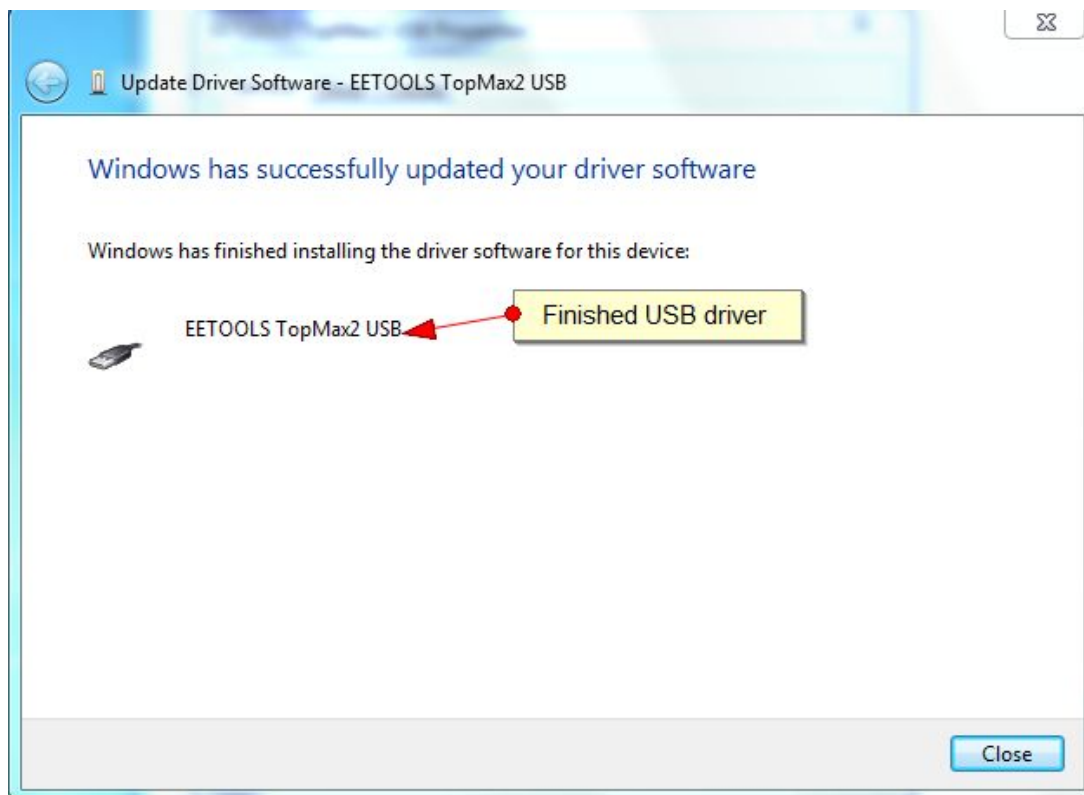 Update Driver Software - EETOOLS TopMax2 USB
Windows has successfully updated your driver software
Windows has finished installing the driver software for this device:
EETOOLS TopMax2 USB
Finished USB driver
Close